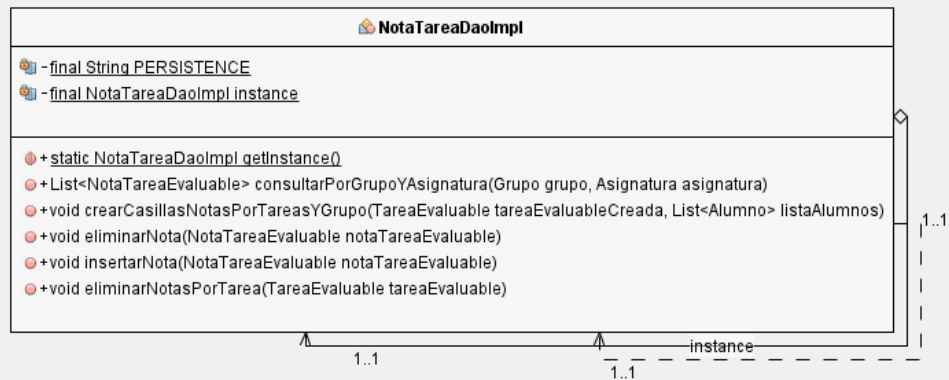 NotaTareaDaoImpl
-final String PERSISTENCE
-final NotaTareaDaoImpl instance
+static NotaTareaDaoImpl getInstance()
+List<NotaTareaEvaluable> consultarPorGrupoYAsignatura(Grupo grupo, Asignatura asignatura)
+void crearCasillasNotasPorTareasYGrupo(TareaEvaluable tareaEvaluableCreada, List<Alumno> listaAlumnos)
+void eliminarNota(NotaTareaEvaluable notaTareaEvaluable)
+void insertarNota(NotaTareaEvaluable notaTareaEvaluable)
+void eliminarNotasPorTarea(TareaEvaluable tareaEvaluable)
1..1
instance
1..1
1..1